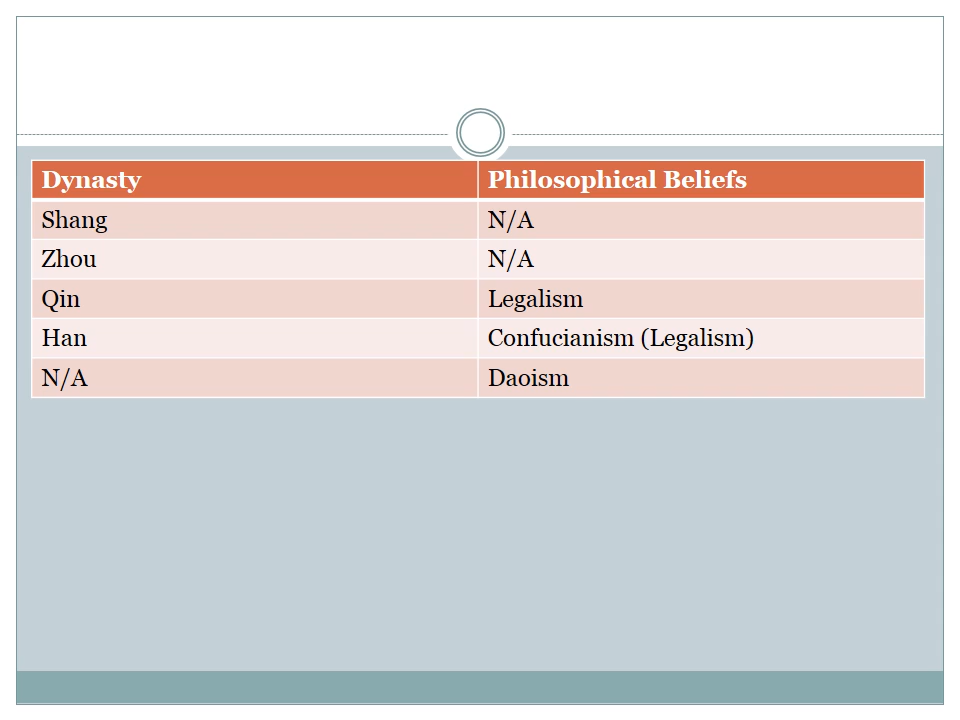 Dynasty Philosophical Beliefs
Shang N/A
Zhou N/A
Qin Legalism
Han Confucianism (Legalism)
N/A Daoism